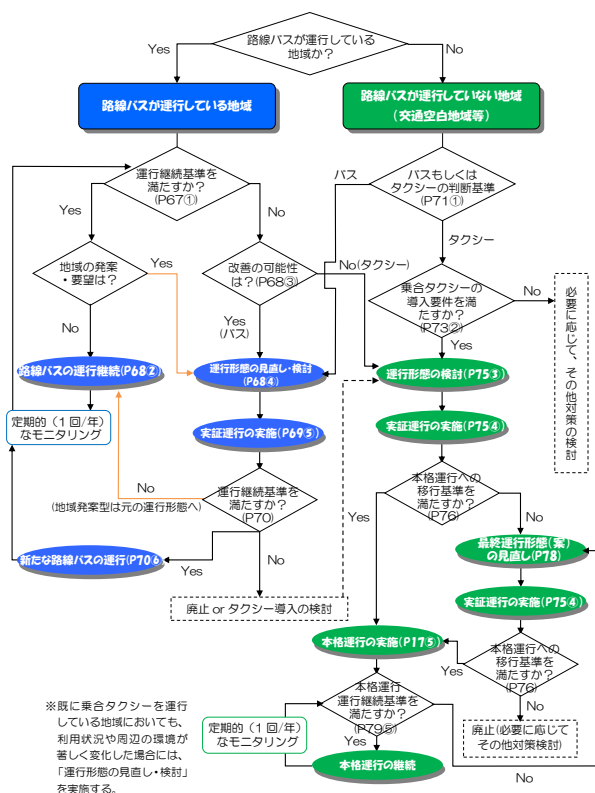 路線バスが運行している
地域か？
Yes
No
路線バスが運行している地域
路線バスが運行していない地域
（交通空白地域等）
運行継続基準を
満たすか？
(P67①)
バス
バスもしくは
タクシーの判断基準
(P71①)
Yes
No
タクシー
地域の発案
・要望は？
Yes
改善の可能性
は？(P68③)
No(タクシー)
乗合タクシーの
導入要件を満
たすか？
(P73②)
No
必要に応じて、その他対策の検討
No
Yes
(バス)
Yes
路線バスの運行継続(P68②)
運行形態の見直し・検討
(P68④)
運行形態の検討(P75③)
定期的（１回/年）
なモニタリング
実証運行の実施(P69⑤)
実証運行の実施(P75④)
No
(地域発案型は元の運行形態へ)
運行継続基準を
満たすか？
(P70)
本格運行への
移行基準を満
たすか？
(P76)
Yes
No
新たな路線バスの運行(P70⑥)
Yes
No
最終運行形態(案)
の見直し(P78)
廃止 or タクシー導入の検討
実証運行の実施(P75④)
本格運行の実施(P17⑤)
Yes
本格運行への
移行基準を満
たすか？
(P76)
No
廃止(必要に応じて
その他対策検討)
※既に乗合タクシーを運行
している地域においても、
利用状況や周辺の環境が
著しく変化した場合には、
「運行形態の見直し・検討」
を実施する。
定期的（１回/年）
なモニタリング
本格運行
運行継続基準を
満たすか？
(P79⑤)
Yes
No
本格運行の継続